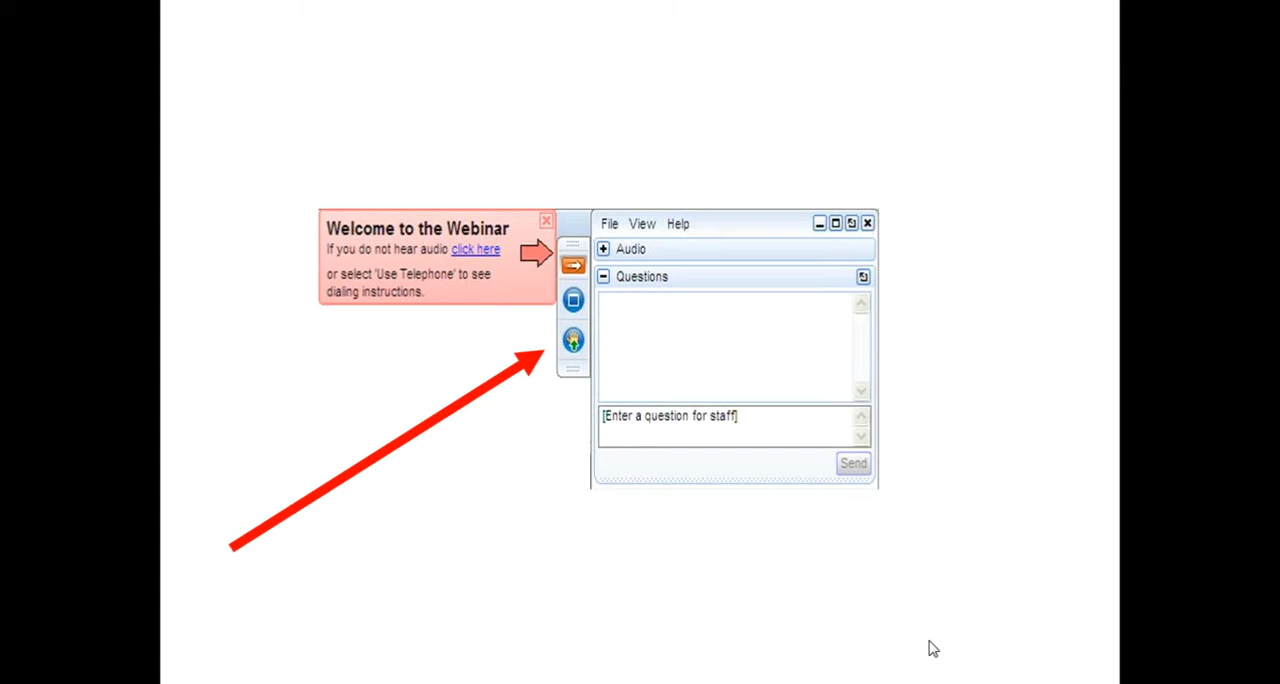 Welcome to the Webinar
If you do not hear audio click here
or select 'Use Telephone' to see
dialing instructions.
File View Help
Audio
Questions
[Enter a question for staff]
Send